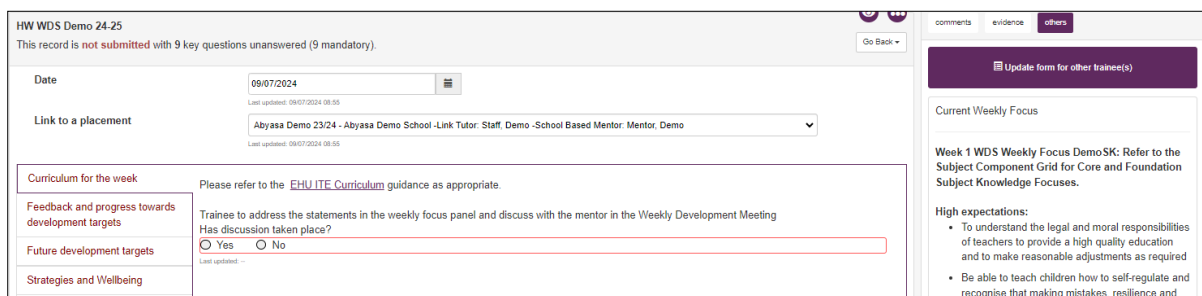 HW WDS Demo 24-25
This record is not submitted with 9 key questions unanswered (9 mandatory).
Go Back
Date
09/07/2024
Last updated: 09/07/2024 08:55
Link to a placement
Abyasa Demo 23/24 - Abyasa Demo School -Link Tutor: Staff, Demo -School Based Mentor: Mentor, Demo
Last updated: 09/07/2024 08:55
Curriculum for the week
Feedback and progress towards
development targets
Future development targets
Strategies and Wellbeing
Please refer to the EHU ITE Curriculum guidance as appropriate.
Trainee to address the statements in the weekly focus panel and discuss with the mentor in the Weekly Development Meeting
Has discussion taken place?
Yes No
Last updated: --
comments evidence others
Update form for other trainee(s)
Current Weekly Focus
Week 1 WDS Weekly Focus DemoSK: Refer to the
Subject Component Grid for Core and Foundation
Subject Knowledge Focuses.
High expectations:
• To understand the legal and moral responsibilities
of teachers to provide a high quality education
and to make reasonable adjustments as required
• Be able to teach children how to self-regulate and
recognise that making mistakes, resilience and